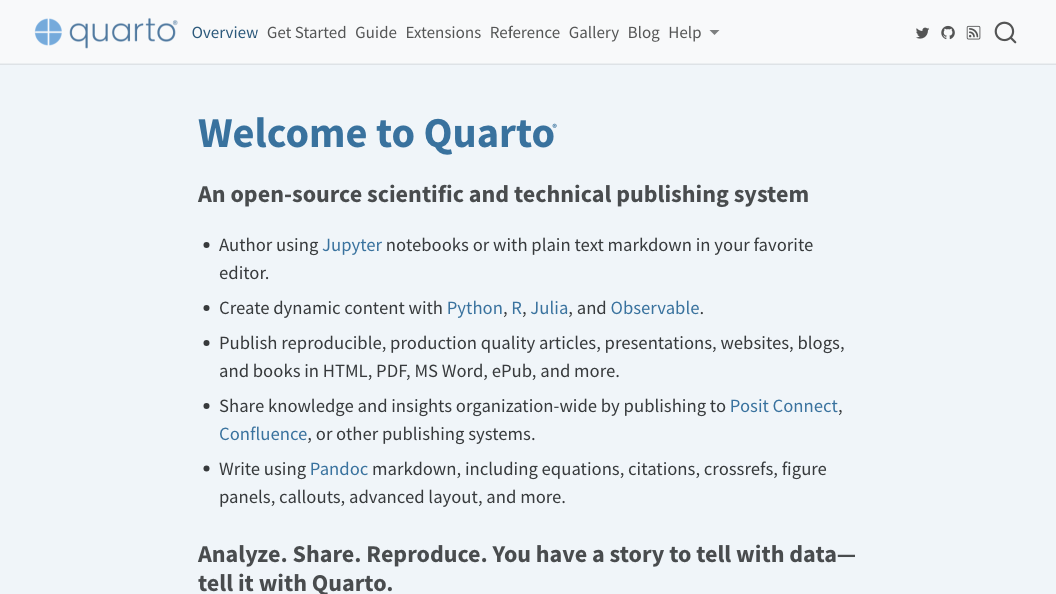 quarto® Overview Get Started Guide Extensions Reference Gallery Blog Help
Welcome to Quarto®
An open-source scientific and technical publishing system
• Author using Jupyter notebooks or with plain text markdown in your favorite
editor.
• Create dynamic content with Python, R, Julia, and Observable.
• Publish reproducible, production quality articles, presentations, websites, blogs,
and books in HTML, PDF, MS Word, ePub, and more.
• Share knowledge and insights organization-wide by publishing to Posit Connect,
Confluence, or other publishing systems.
• Write using Pandoc markdown, including equations, citations, crossrefs, figure
panels, callouts, advanced layout, and more.
Analyze. Share. Reproduce. You have a story to tell with data—
tell it with Quarto.